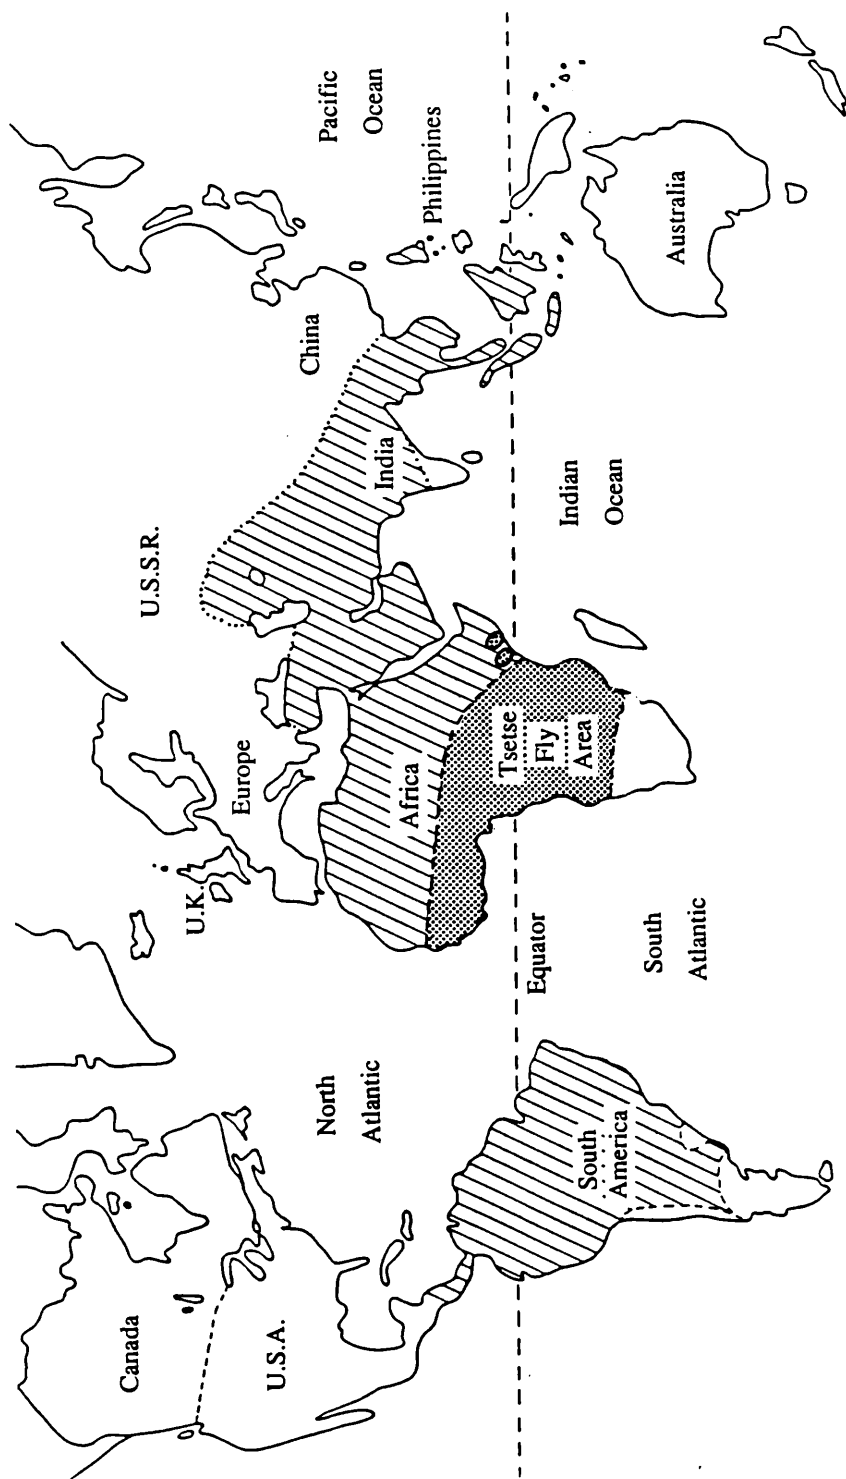 Canada
U.S.A.
North
Atlantic
South
America
Equator
South
Atlantic
U.K.
Europe
Africa
Tsetse
Fly
Area
U.S.S.R.
India
China
Indian
Ocean
Pacific
Ocean
Philippines
Australia